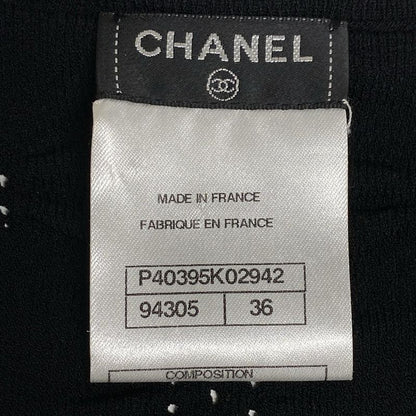 CHANEL
MADE IN FRANCE
FABRIQUE EN FRANCE
P40395K02942
94305 36
COMPOSITION